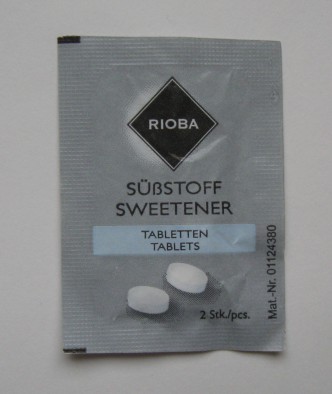 RIOBA
SÜßSTOFF
SWEETENER
TABLETTEN
TABLETS
2 Stk./pcs.
Mat.-Nr. 01124380